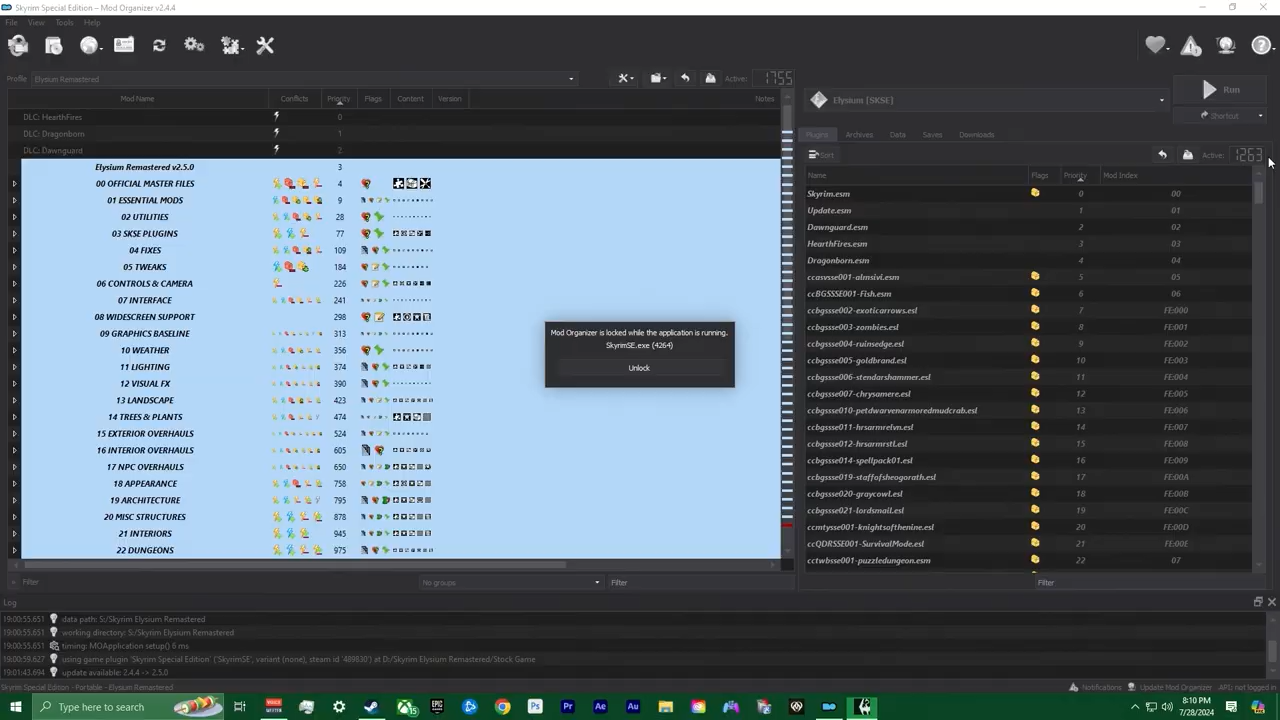 Skyrim Special Edition - Mod Organizer v2.4.4
File View Tools Help
Profile Elysium Remastered Active: 1755
Mod Name Conflicts Priority Flags Content Version Notes
DLC: HearthFires 0
DLC: Dragonborn 1
DLC: Dawnguard 2
Elysium Remastered v2.5.0 3
00 OFFICIAL MASTER FILES 4
01 ESSENTIAL MODS 9
02 UTILITIES 28
03 SKSE PLUGINS 77
04 FIXES 109
05 TWEAKS 184
06 CONTROLS & CAMERA 226
07 INTERFACE 241
08 WIDESCREEN SUPPORT 298
09 GRAPHICS BASELINE 313
10 WEATHER 356
11 LIGHTING 374
12 VISUAL FX 390
13 LANDSCAPE 423
14 TREES & PLANTS 474
15 EXTERIOR OVERHAULS 524
16 INTERIOR OVERHAULS 605
17 NPC OVERHAULS 650
18 APPEARANCE 758
19 ARCHITECTURE 795
20 MISC STRUCTURES 878
21 INTERIORS 945
22 DUNGEONS 975
Filter No groups Filter
Mod Organizer is locked while the application is running.
SkyrimSE.exe (4264)
Unlock
Elysium [SKSE]
Run
Shortcut
Plugins Archives Data Saves Downloads
Sort Active: 1263
Name Flags Priority Mod Index
Skyrim.esm 0 00
Update.esm 1 01
Dawnguard.esm 2 02
HearthFires.esm 3 03
Dragonborn.esm 4 04
ccasvsse001-almsivi.esm 5 05
ccBGSSSE001-Fish.esm 6 06
ccbgssse002-exoticarrows.esl 7 FE:000
ccbgssse003-zombies.esl 8 FE:001
ccbgssse004-ruinsedge.esl 9 FE:002
ccbgssse005-goldbrand.esl 10 FE:003
ccbgssse006-stendarshammer.esl 11 FE:004
ccbgssse007-chrysamere.esl 12 FE:005
ccbgssse010-petdwarvenarmoredmudcrab.esl 13 FE:006
ccbgssse011-hrsarmrelvn.esl 14 FE:007
ccbgssse012-hrsarmrstl.esl 15 FE:008
ccbgssse014-spellpack01.esl 16 FE:009
ccbgssse019-staffofsheogorath.esl 17 FE:00A
ccbgssse020-graycowl.esl 18 FE:00B
ccbgssse021-lordsmail.esl 19 FE:00C
ccmtysse001-knightsofthenine.esl 20 FE:00D
ccQDRSSE001-SurvivalMode.esl 21 FE:00E
cctwbsse001-puzzledungeon.esm 22 07
Filter
Log
19:00:55.651 data path: S:/Skyrim Elysium Remastered
19:00:55.651 working directory: S:/Skyrim Elysium Remastered
19:00:55.651 timing: MOApplication setup() 6 ms
19:00:59.627 using game plugin 'Skyrim Special Edition' ('SkyrimSE', variant (none), steam id '489830') at D:/Skyrim Elysium Remastered/Stock Game
19:01:43.694 update available: 2.4.4 -> 2.5.0
Skyrim Special Edition - Portable - Elysium Remastered Notifications Update Mod Organizer API: not logged in
Type here to search
8:10 PM
7/28/2024